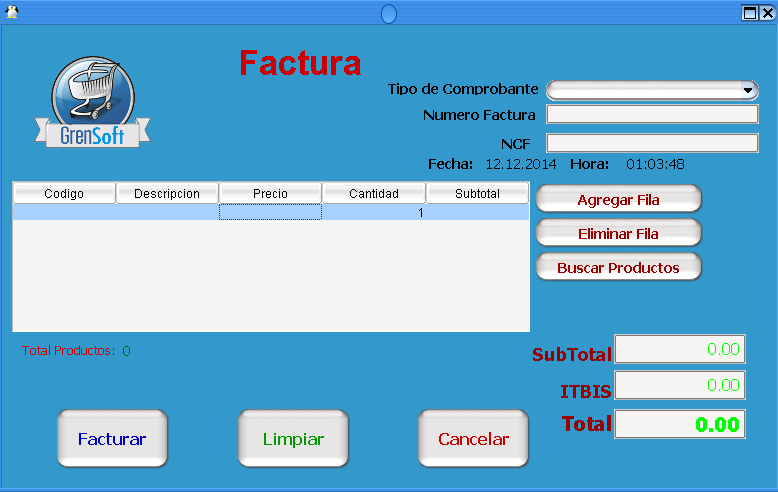 Factura
GrenSoft
Tipo de Comprobante
Numero Factura
NCF
Fecha: 12.12.2014 Hora: 01:03:48
Codigo Descripcion Precio Cantidad Subtotal
1
Agregar Fila
Eliminar Fila
Buscar Productos
Total Productos: 0
SubTotal 0.00
ITBIS 0.00
Total 0.00
Facturar Limpiar Cancelar